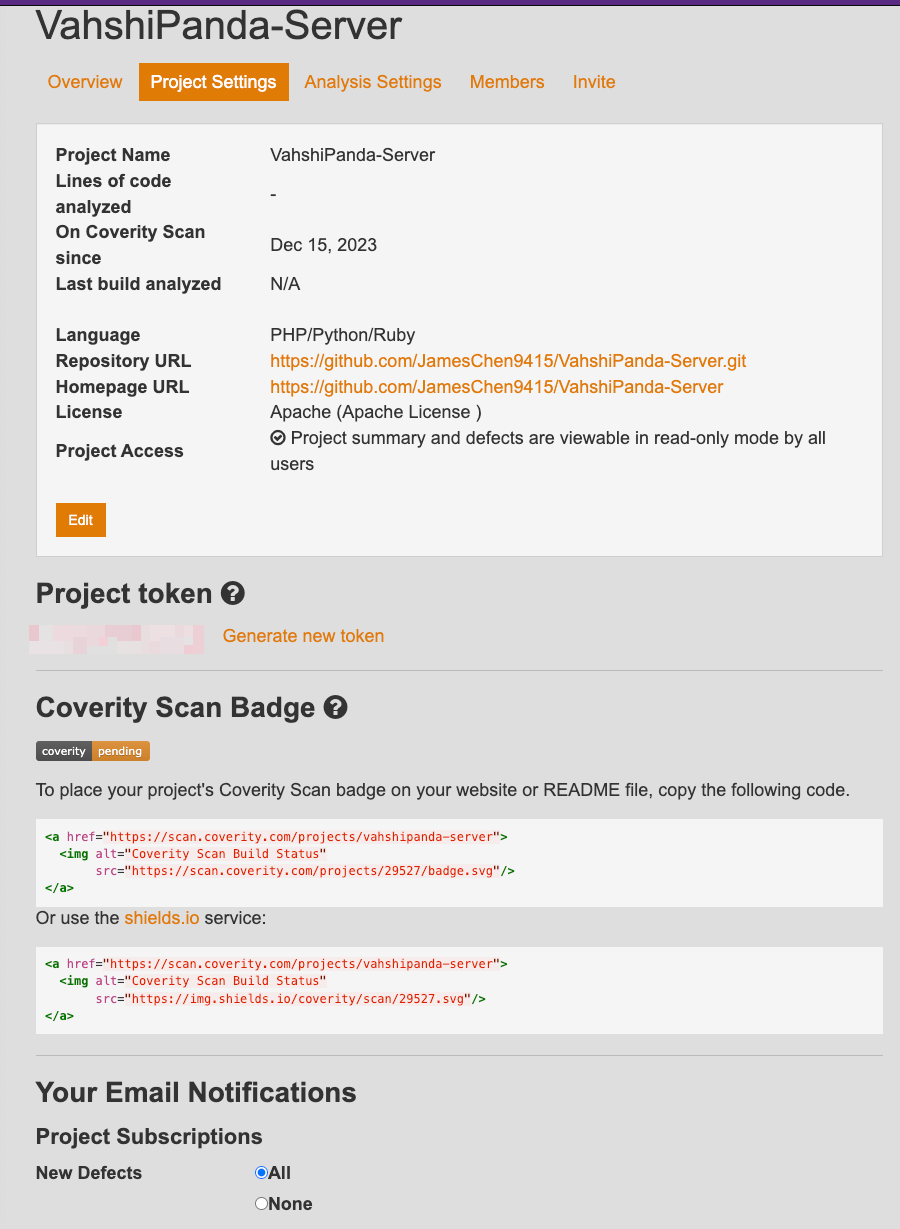 VahshiPanda-Server
Overview Project Settings Analysis Settings Members Invite
Project Name VahshiPanda-Server
Lines of code
analyzed -
On Coverity Scan
since Dec 15, 2023
Last build analyzed N/A
Language PHP/Python/Ruby
Repository URL https://github.com/JamesChen9415/VahshiPanda-Server.git
Homepage URL https://github.com/JamesChen9415/VahshiPanda-Server
License Apache (Apache License )
Project Access Project summary and defects are viewable in read-only mode by all
users
Edit
Project token ?
Generate new token
Coverity Scan Badge ?
coverity pending
To place your project's Coverity Scan badge on your website or README file, copy the following code.
<a href="https://scan.coverity.com/projects/vahshipanda-server">
<img alt="Coverity Scan Build Status"
src="https://scan.coverity.com/projects/29527/badge.svg"/>
</a>
Or use the shields.io service:
<a href="https://scan.coverity.com/projects/vahshipanda-server">
<img alt="Coverity Scan Build Status"
src="https://img.shields.io/coverity/scan/29527.svg"/>
</a>
Your Email Notifications
Project Subscriptions
New Defects All
None